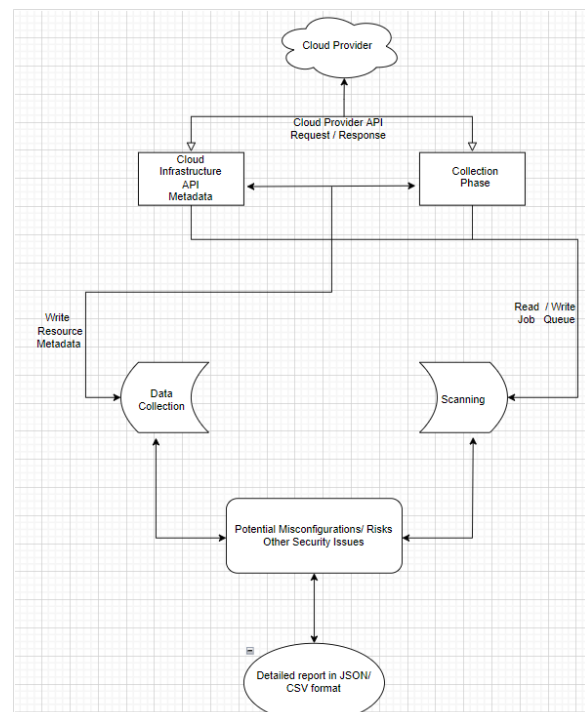 Cloud Provider
Cloud Provider API
Request / Response
Cloud
Infrastructure
API
Metadata
Collection
Phase
Write
Resource
Metadata
Read / Write
Job Queue
Data
Collection
Scanning
Potential Misconfigurations/ Risks
Other Security Issues
Detailed report in JSON/
CSV format